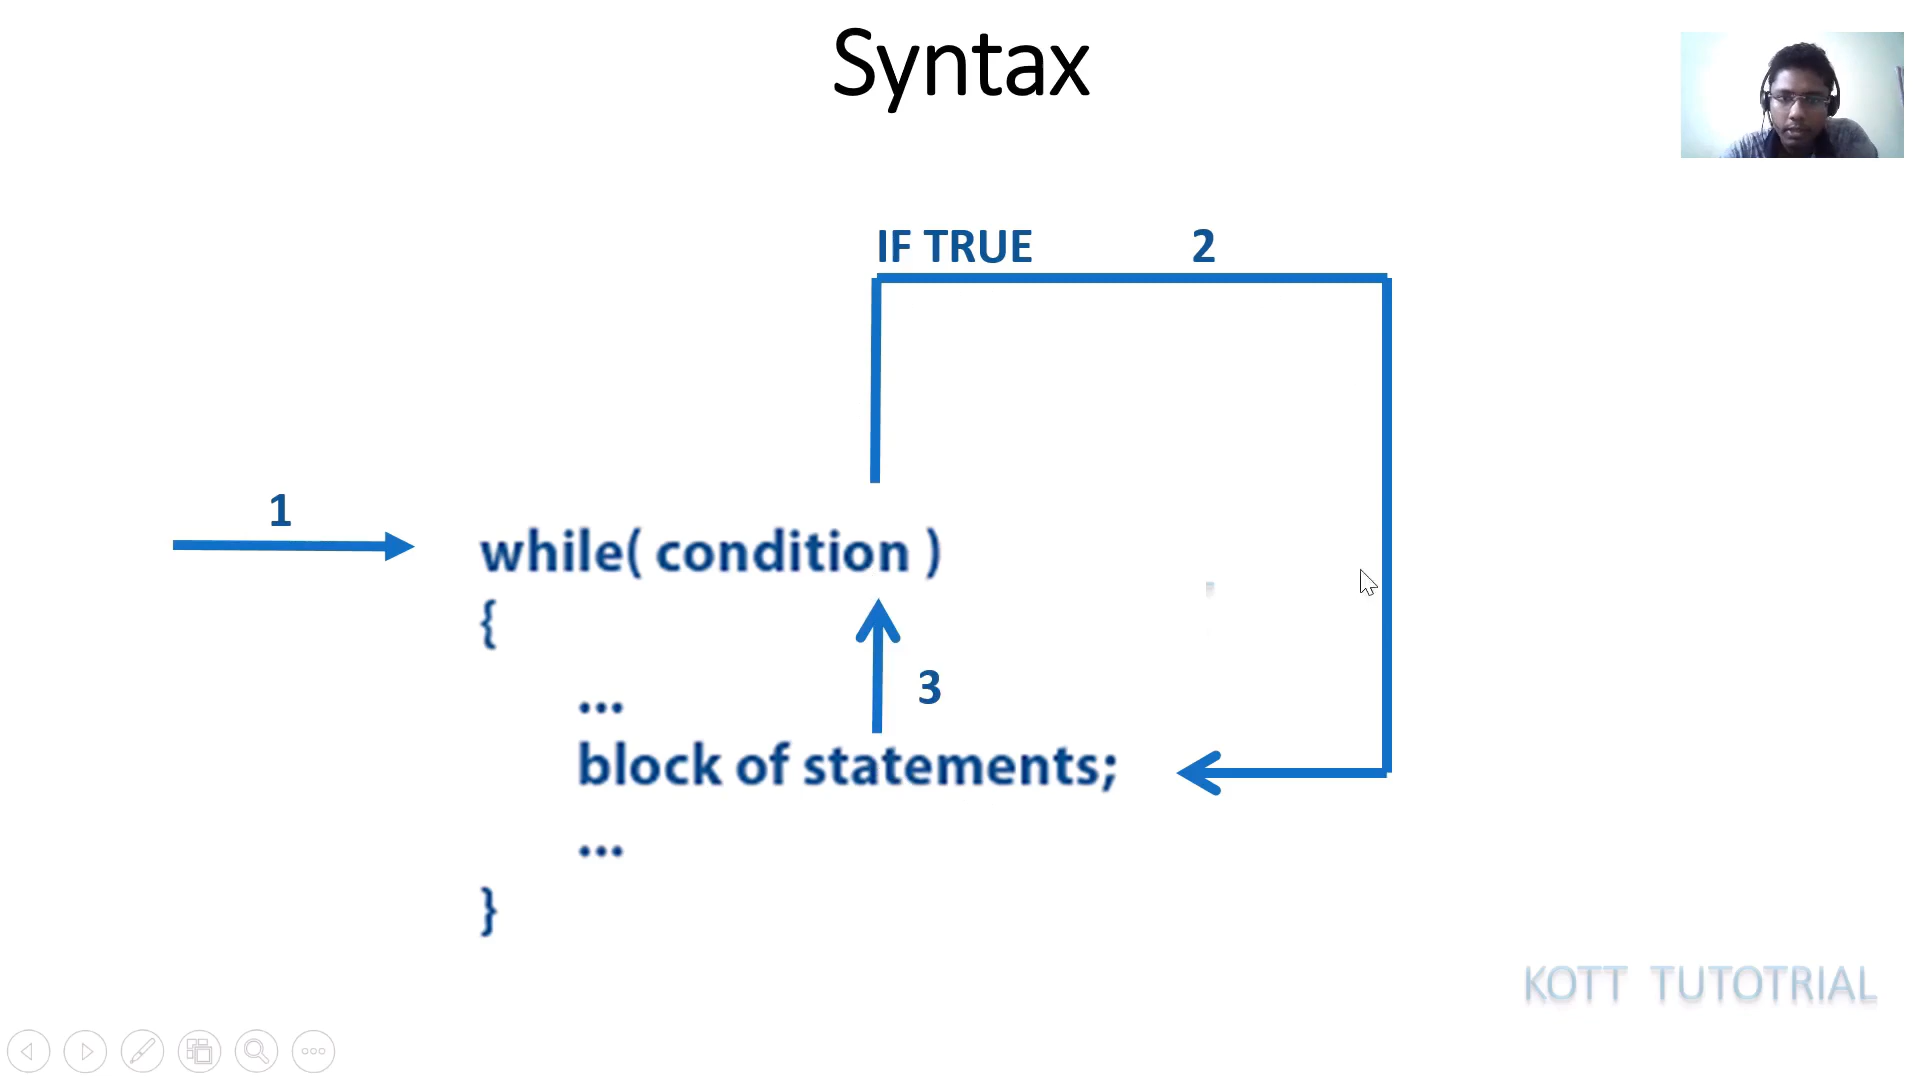 Syntax
IF TRUE 2
1
while( condition )
{
3
...
block of statements;
...
}
KOTT TUTOTRIAL